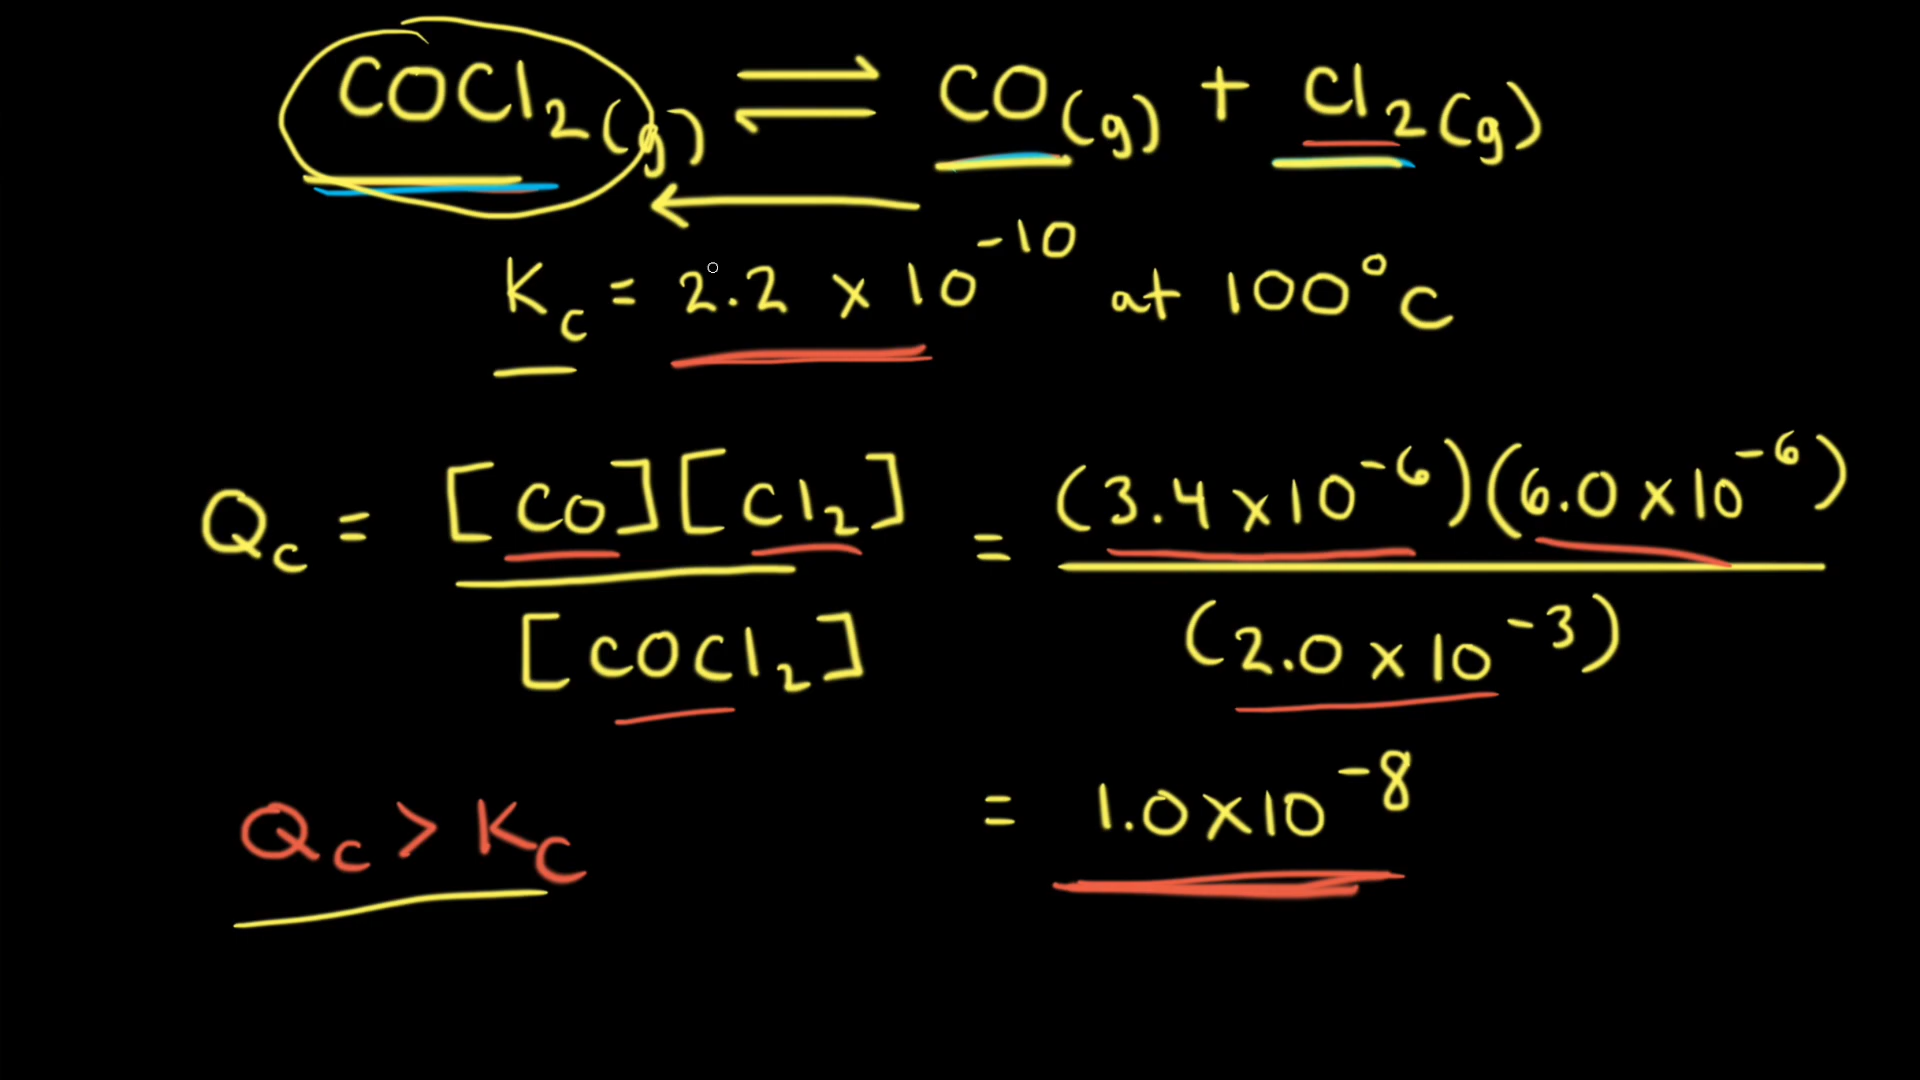 COCl₂(g) ⇌ CO(g) + Cl₂(g)
←
Kc = 2.2 x 10⁻¹⁰ at 100°C
Qc = [CO][Cl₂] / [COCl₂] = (3.4 x 10⁻⁶)(6.0 x 10⁻⁶) / (2.0 x 10⁻³)
= 1.0 x 10⁻⁸
Qc > Kc